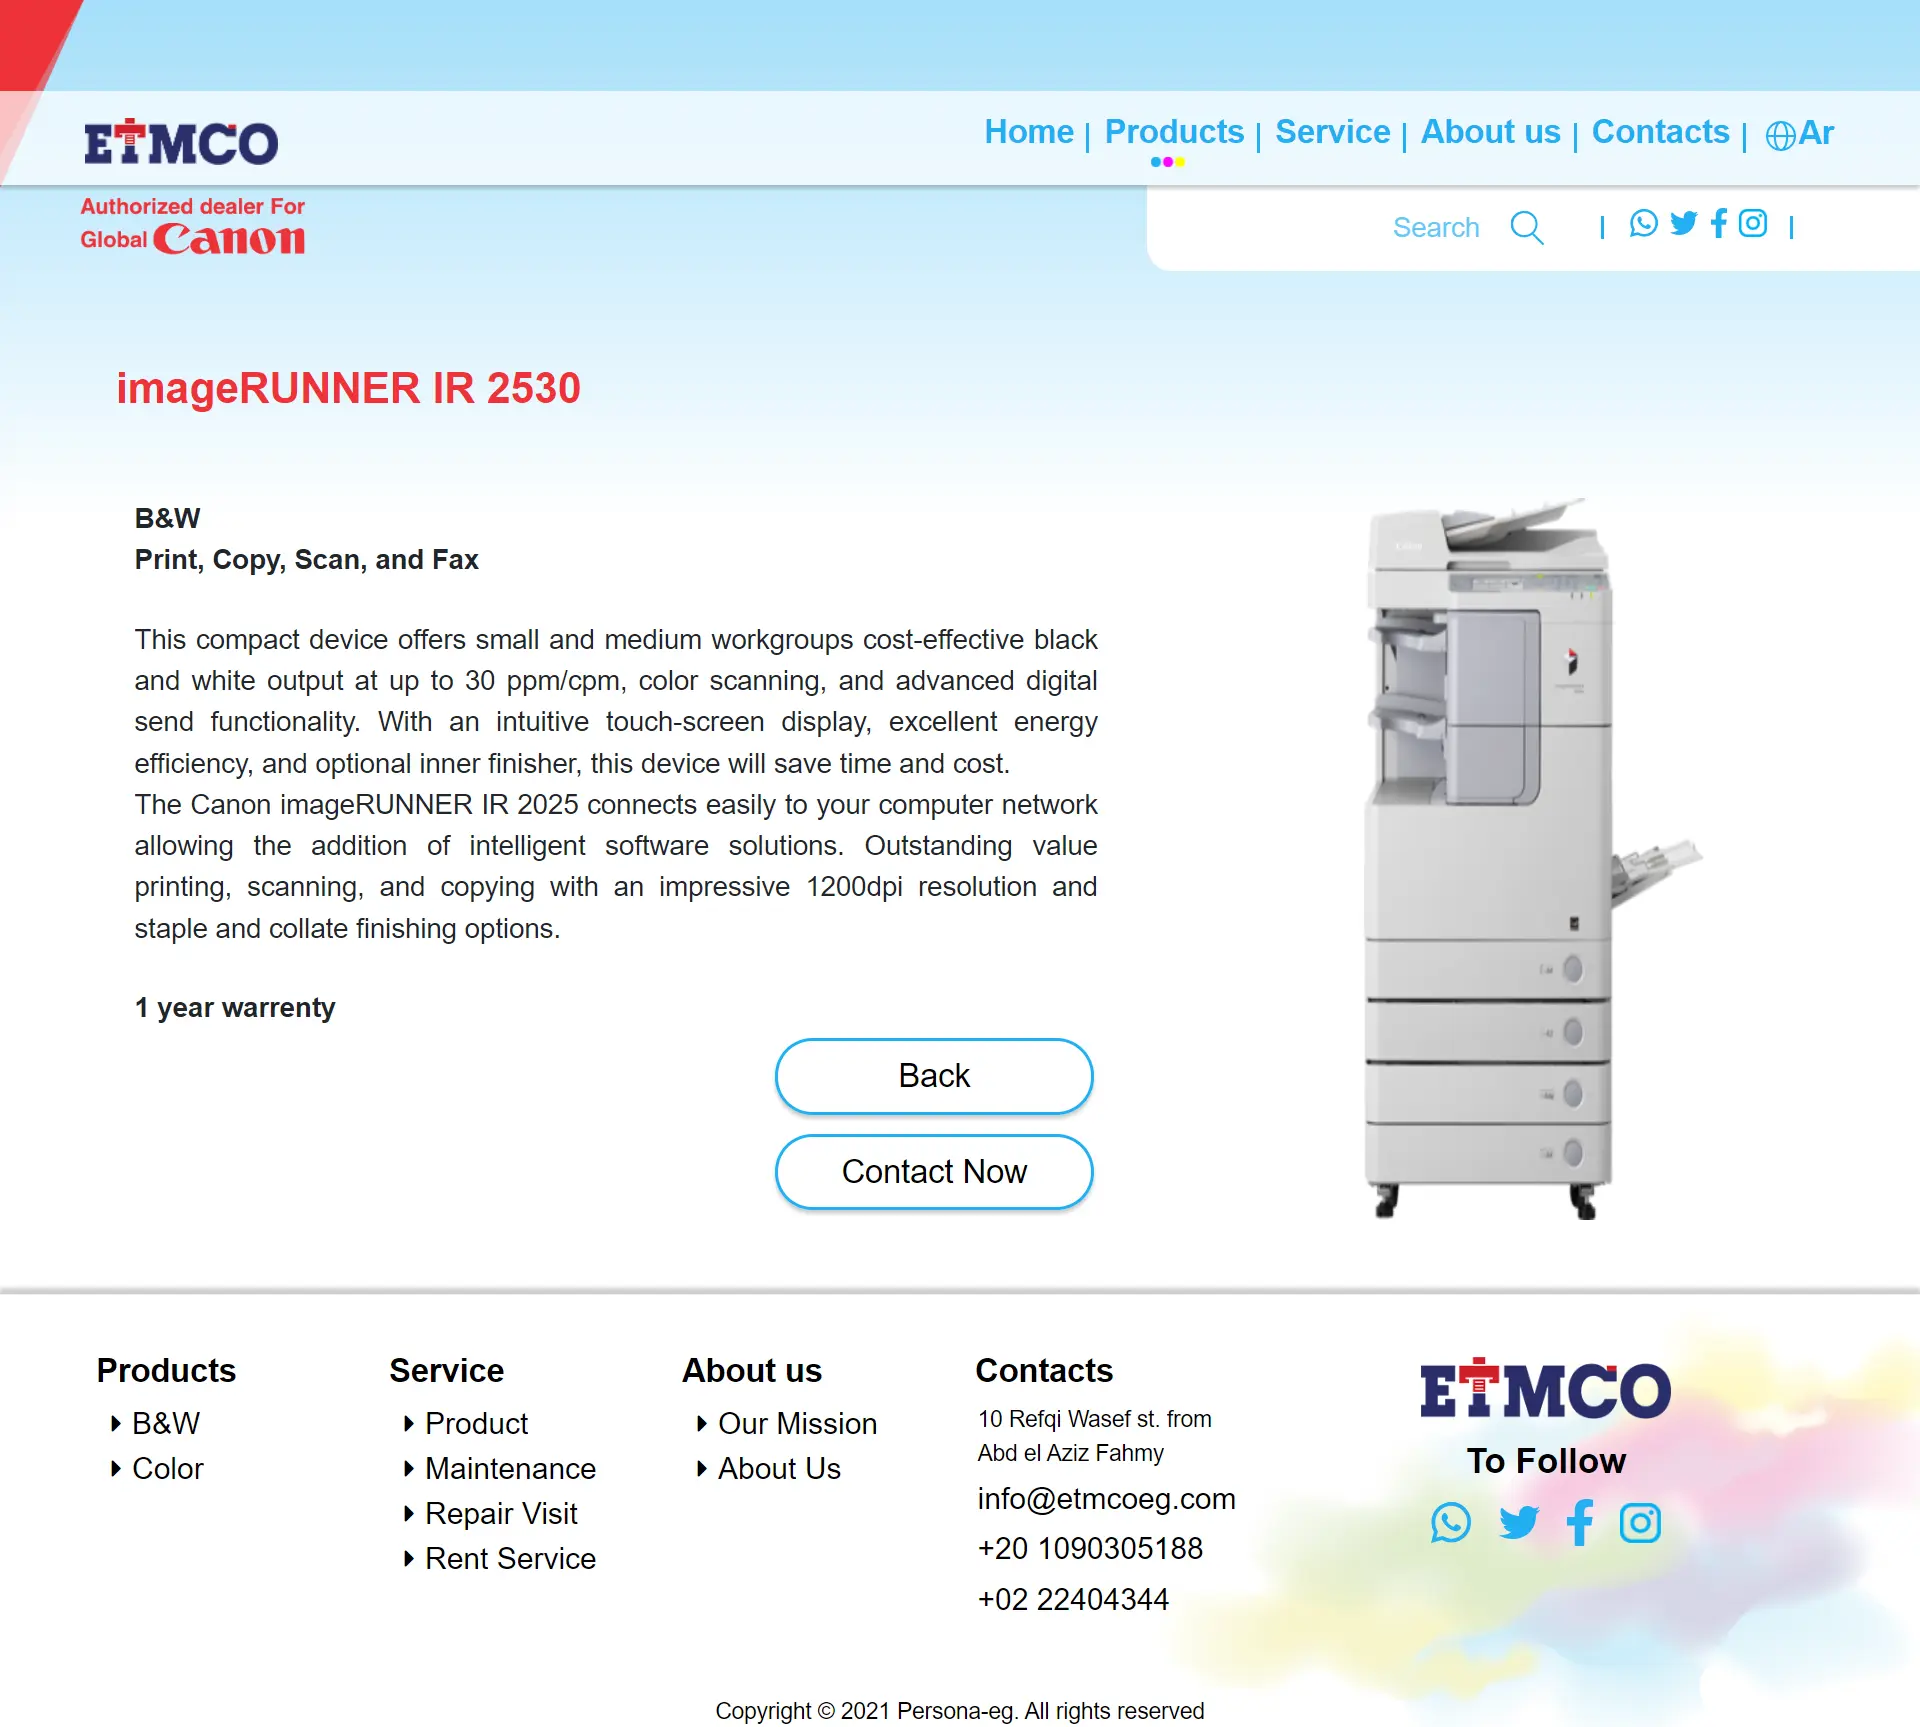 ETMCO
Home | Products | Service | About us | Contacts | Ar
Authorized dealer For
Global Canon
Search
imageRUNNER IR 2530
B&W
Print, Copy, Scan, and Fax
This compact device offers small and medium workgroups cost-effective black
and white output at up to 30 ppm/cpm, color scanning, and advanced digital
send functionality. With an intuitive touch-screen display, excellent energy
efficiency, and optional inner finisher, this device will save time and cost.
The Canon imageRUNNER IR 2025 connects easily to your computer network
allowing the addition of intelligent software solutions. Outstanding value
printing, scanning, and copying with an impressive 1200dpi resolution and
staple and collate finishing options.
1 year warrenty
Back
Contact Now
Products
B&W
Color
Service
Product
Maintenance
Repair Visit
Rent Service
About us
Our Mission
About Us
Contacts
10 Refqi Wasef st. from
Abd el Aziz Fahmy
info@etmcoeg.com
+20 1090305188
+02 22404344
ETMCO
To Follow
Copyright © 2021 Persona-eg. All rights reserved